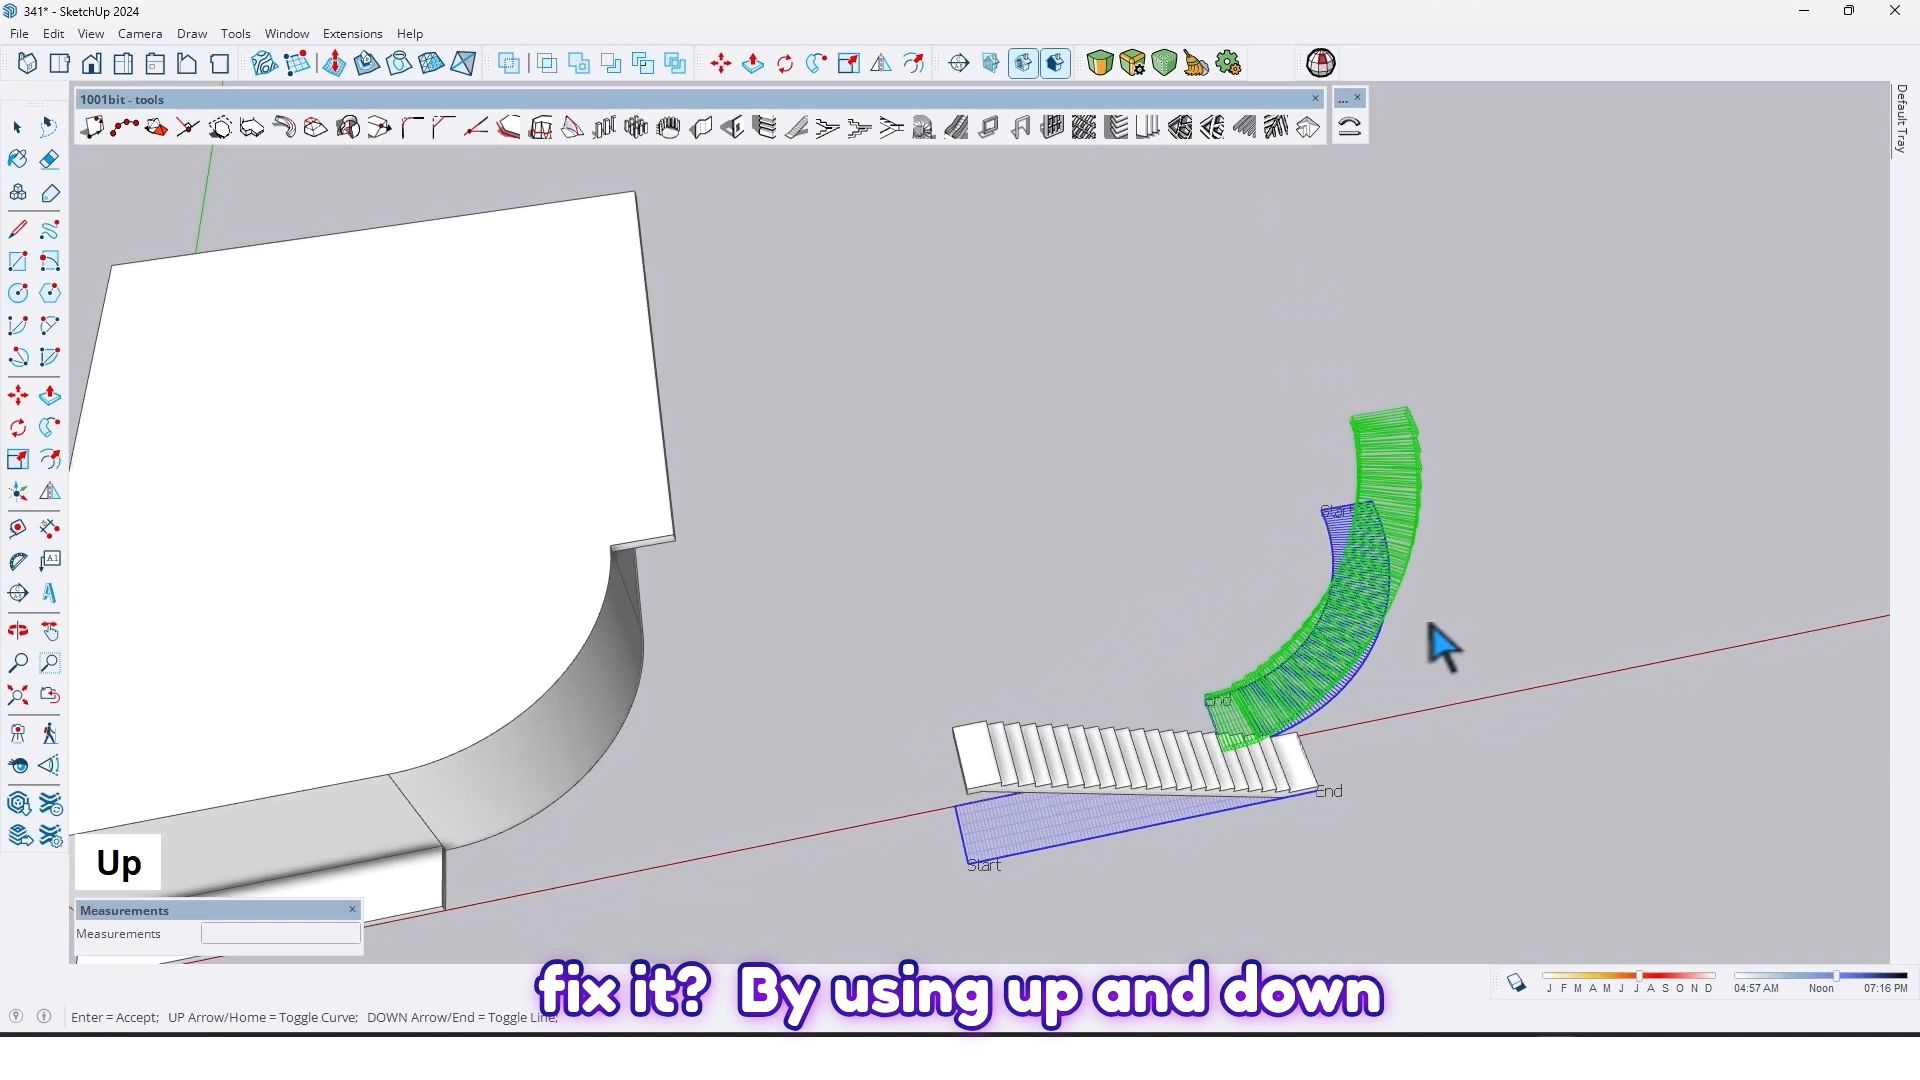 341* - SketchUp 2024
File Edit View Camera Draw Tools Window Extensions Help
1001bit - tools
...
Default Tray
A1
Start
End
End
Start
Up
Measurements
Measurements
fix it? By using up and down
J F M A M J J A S O N D
04:57 AM Noon 07:16 PM
Enter = Accept; UP Arrow/Home = Toggle Curve; DOWN Arrow/End = Toggle Line;